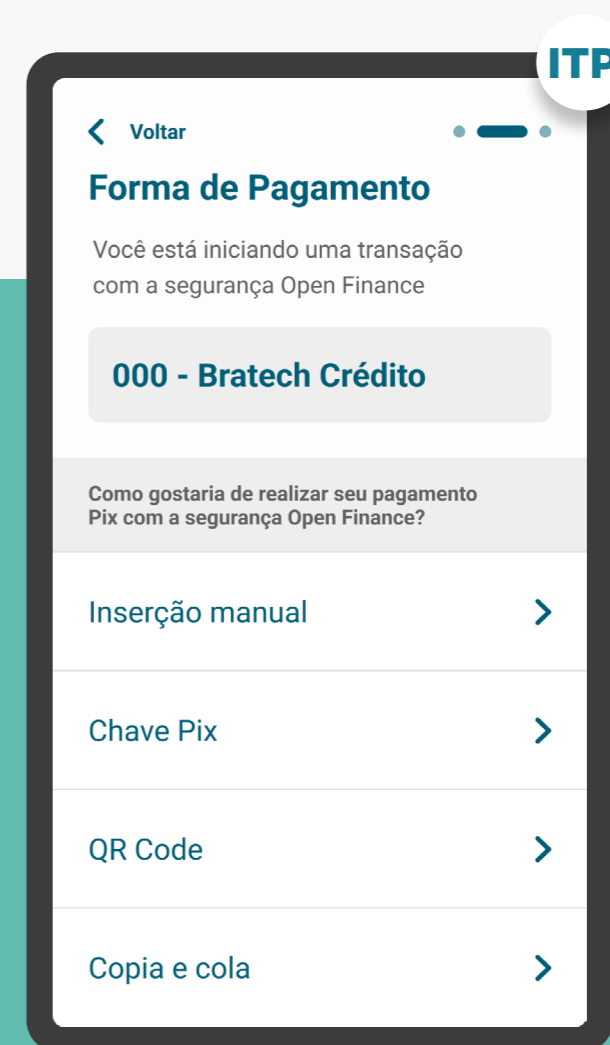 ITP
Voltar
Forma de Pagamento
Você está iniciando uma transação
com a segurança Open Finance
000 - Bratech Crédito
Como gostaria de realizar seu pagamento
Pix com a segurança Open Finance?
Inserção manual
Chave Pix
QR Code
Copia e cola